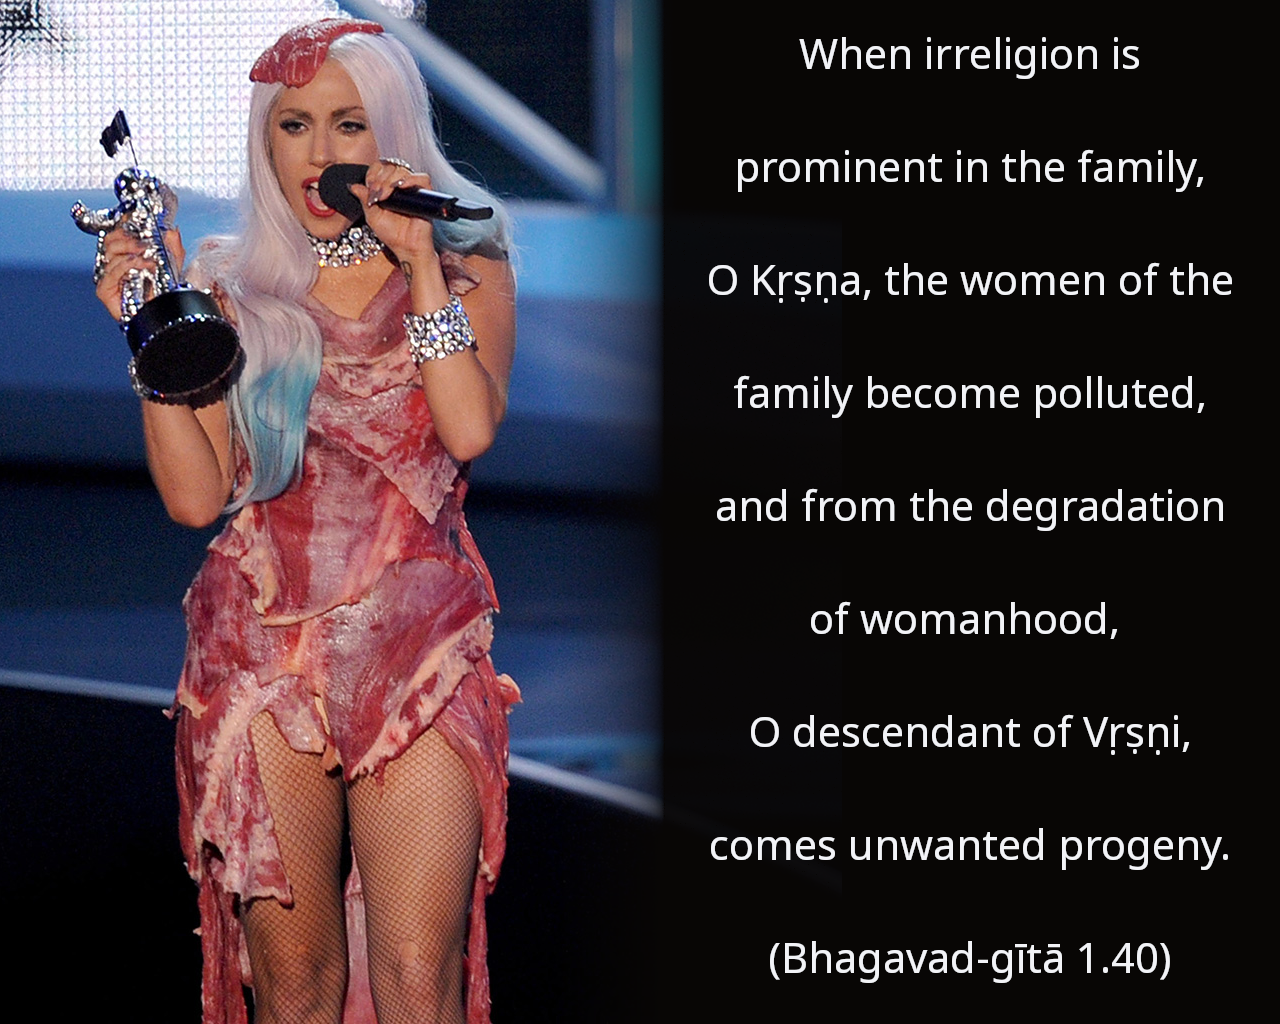 When irreligion is
prominent in the family,
O Kṛṣṇa, the women of the
family become polluted,
and from the degradation
of womanhood,
O descendant of Vṛṣṇi,
comes unwanted progeny.
(Bhagavad-gītā 1.40)